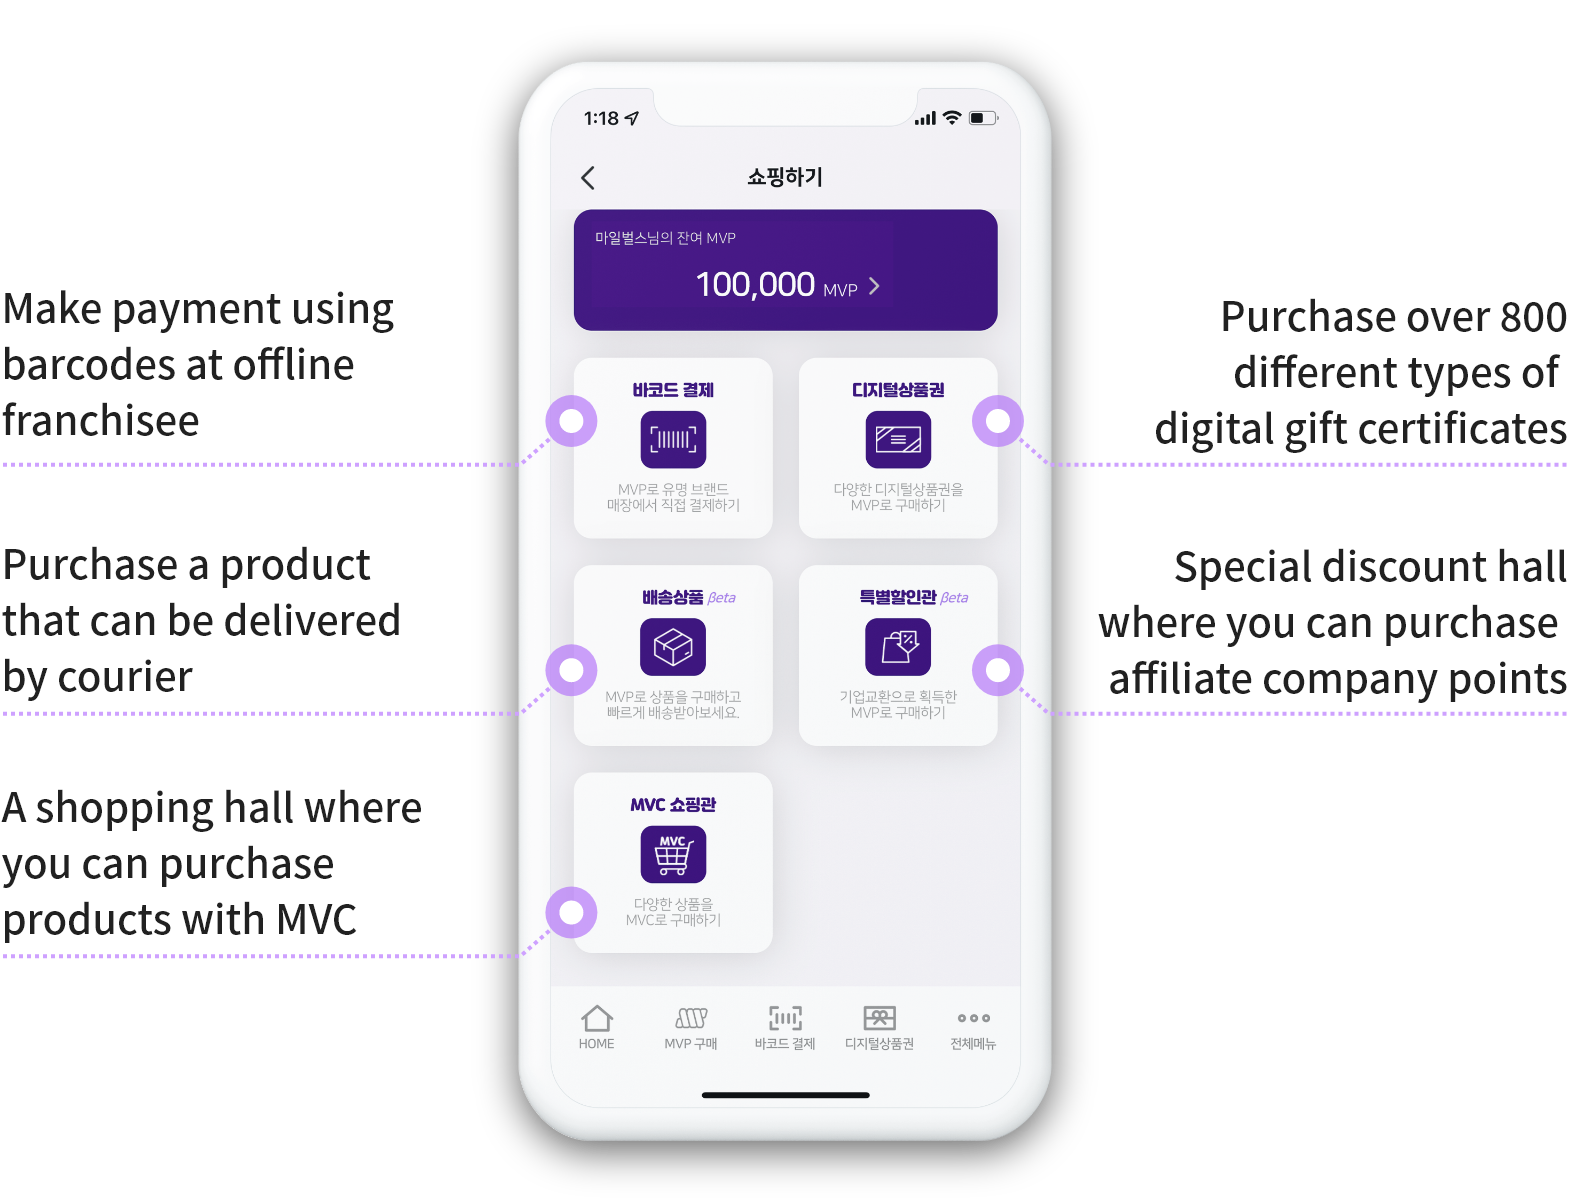 1:18
쇼핑하기
마일벌스님의 잔여 MVP
100,000 MVP
Make payment using
barcodes at offline
franchisee
바코드 결제
MVP로 유명 브랜드
매장에서 직접 결제하기
디지털상품권
다양한 디지털상품권을
MVP로 구매하기
Purchase over 800
different types of
digital gift certificates
Purchase a product
that can be delivered
by courier
배송상품 βeta
MVP로 상품을 구매하고
빠르게 배송받아보세요.
특별할인관 βeta
기업교환으로 획득한
MVP로 구매하기
Special discount hall
where you can purchase
affiliate company points
A shopping hall where
you can purchase
products with MVC
MVC 쇼핑관
MVC
다양한 상품을
MVC로 구매하기
HOME
MVP 구매
바코드 결제
디지털상품권
전체메뉴